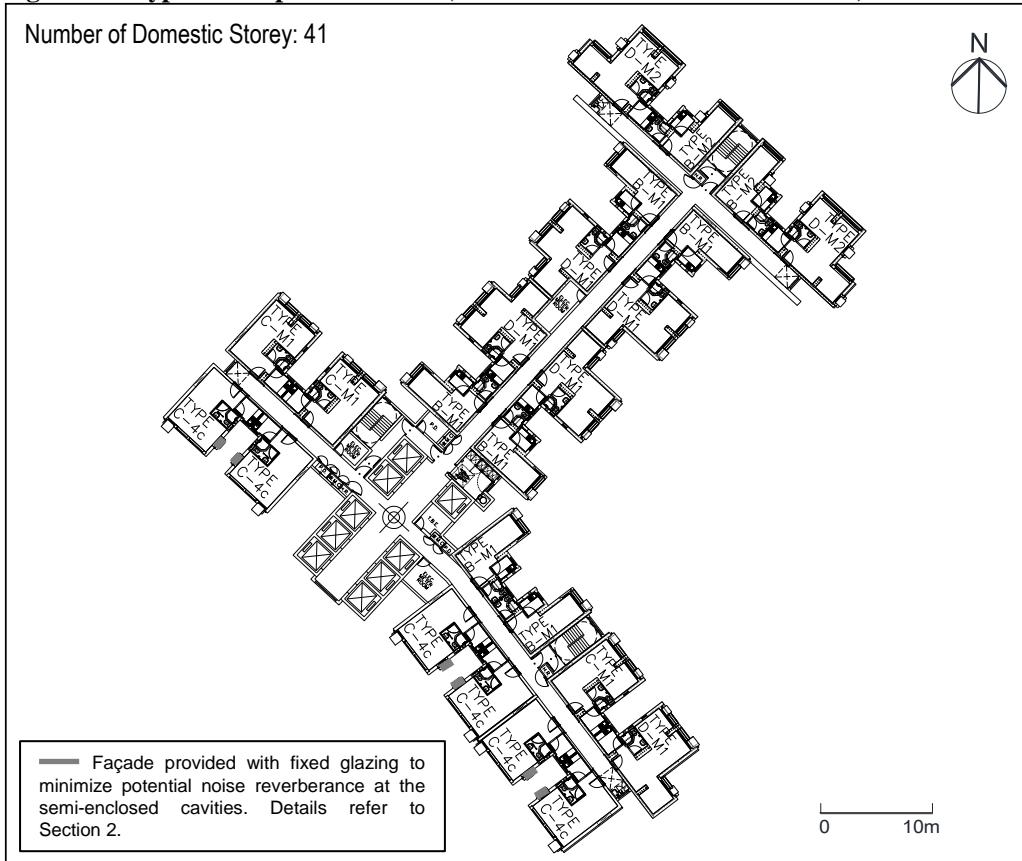 Number of Domestic Storey: 41
N
TYPE
D-M2
TYPE
B-M2
TYPE
B-M2
TYPE
D-M2
TYPE
B-M1
TYPE
B-M1
TYPE
D-M1
TYPE
D-M1
TYPE
D-M1
TYPE
D-M1
TYPE
B-M1
TYPE
B-M1
TYPE
C-M1
TYPE
C-M1
TYPE
C-4c
TYPE
C-4c
TYPE
B-M1
TYPE
B-M1
TYPE
C-4c
TYPE
C-4c
TYPE
C-4c
TYPE
C-4c
TYPE
C-M1
TYPE
D-M1
Façade provided with fixed glazing to
minimize potential noise reverberance at the
semi-enclosed cavities. Details refer to
Section 2.
0 10m